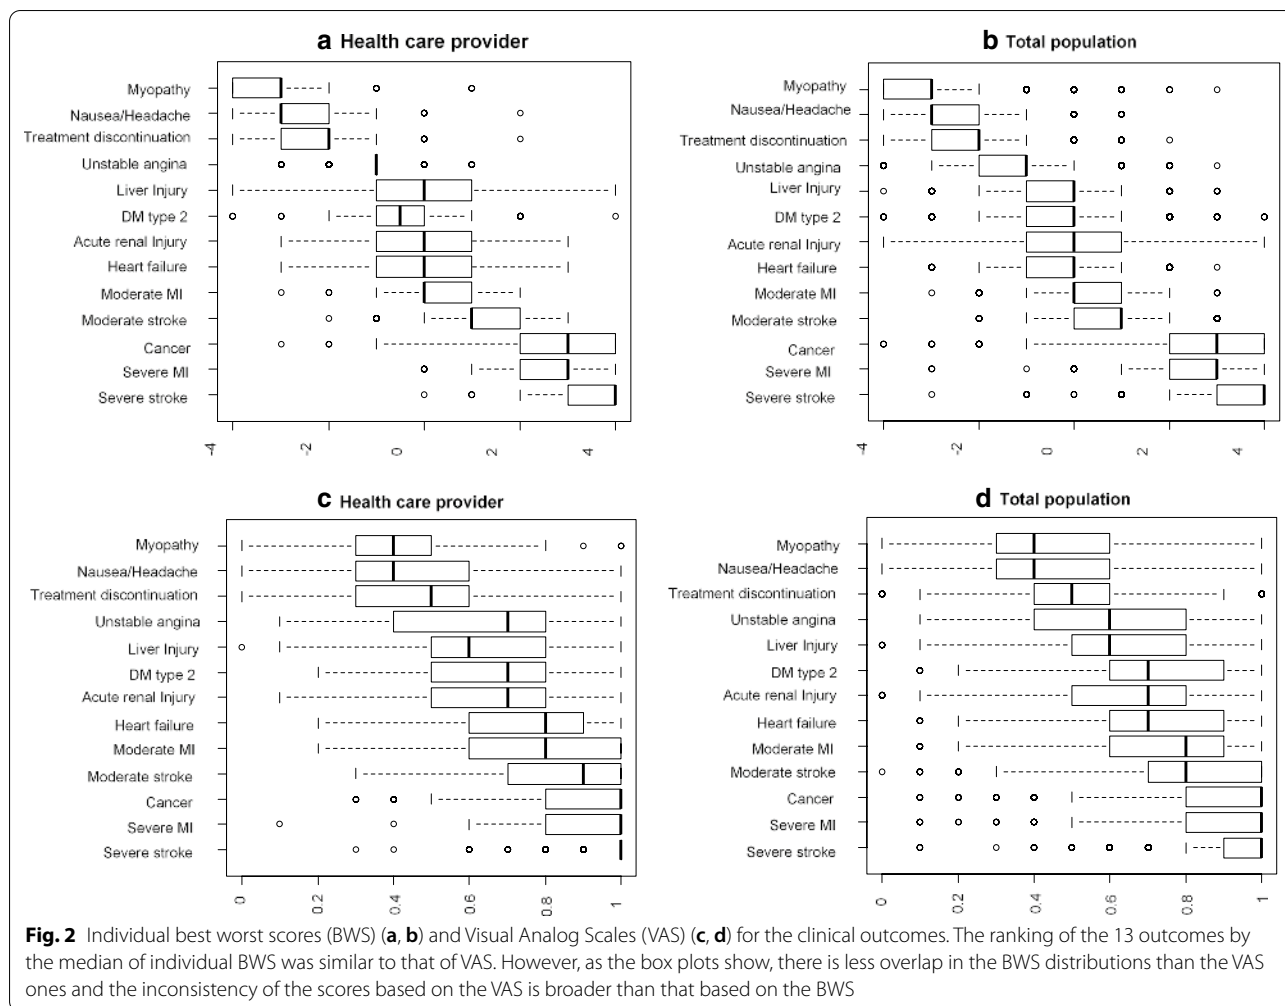 a Health care provider
Myopathy
Nausea/Headache
Treatment discontinuation
Unstable angina
Liver Injury
DM type 2
Acute renal Injury
Heart failure
Moderate MI
Moderate stroke
Cancer
Severe MI
Severe stroke
-4 -2 0 2 4
b Total population
Myopathy
Nausea/Headache
Treatment discontinuation
Unstable angina
Liver Injury
DM type 2
Acute renal Injury
Heart failure
Moderate MI
Moderate stroke
Cancer
Severe MI
Severe stroke
-4 -2 0 2 4
c Health care provider
Myopathy
Nausea/Headache
Treatment discontinuation
Unstable angina
Liver Injury
DM type 2
Acute renal Injury
Heart failure
Moderate MI
Moderate stroke
Cancer
Severe MI
Severe stroke
0 0.2 0.4 0.6 0.8 1
d Total population
Myopathy
Nausea/Headache
Treatment discontinuation
Unstable angina
Liver Injury
DM type 2
Acute renal Injury
Heart failure
Moderate MI
Moderate stroke
Cancer
Severe MI
Severe stroke
0 0.2 0.4 0.6 0.8 1
Fig. 2 Individual best worst scores (BWS) (a, b) and Visual Analog Scales (VAS) (c, d) for the clinical outcomes. The ranking of the 13 outcomes by
the median of individual BWS was similar to that of VAS. However, as the box plots show, there is less overlap in the BWS distributions than the VAS
ones and the inconsistency of the scores based on the VAS is broader than that based on the BWS